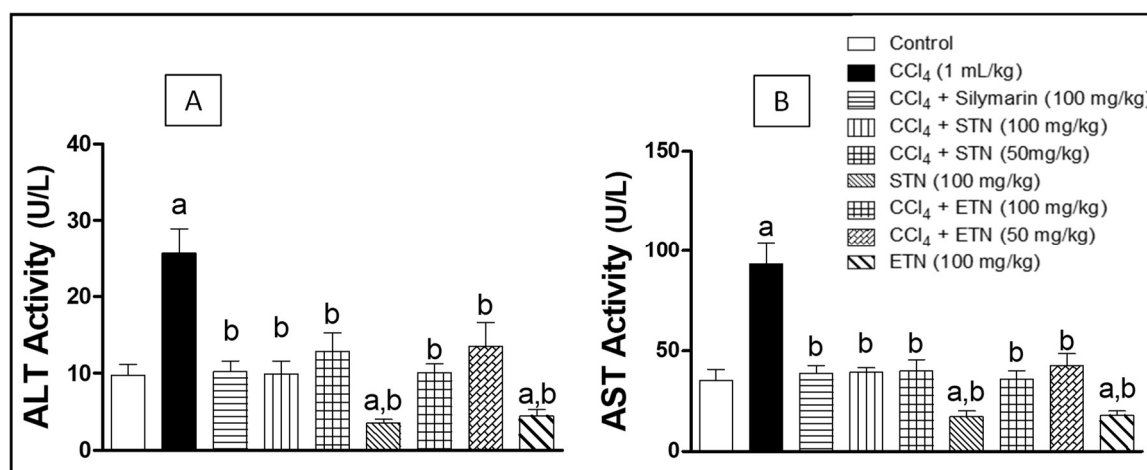 A
ALT Activity (U/L)
40
30
20
10
0
a
b
b
b
a,b
b
b
a,b
B
AST Activity (U/L)
150
100
50
0
a
b
b
b
a,b
b
b
a,b
Control
CCl₄ (1 mL/kg)
CCl₄ + Silymarin (100 mg/kg)
CCl₄ + STN (100 mg/kg)
CCl₄ + STN (50mg/kg)
STN (100 mg/kg)
CCl₄ + ETN (100 mg/kg)
CCl₄ + ETN (50 mg/kg)
ETN (100 mg/kg)